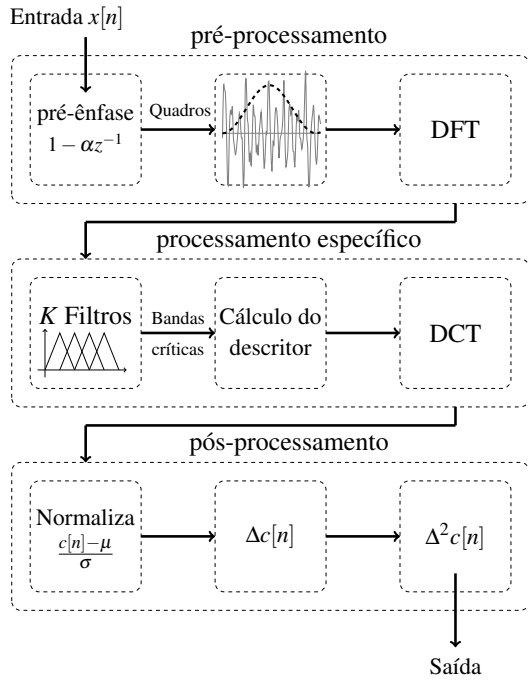 Entrada x[n]
pré-processamento
pré-ênfase
1 − αz⁻¹
Quadros
DFT
processamento específico
K Filtros
Bandas
críticas
Cálculo do
descritor
DCT
pós-processamento
Normaliza
c[n]−μ
σ
Δc[n]
Δ²c[n]
Saída